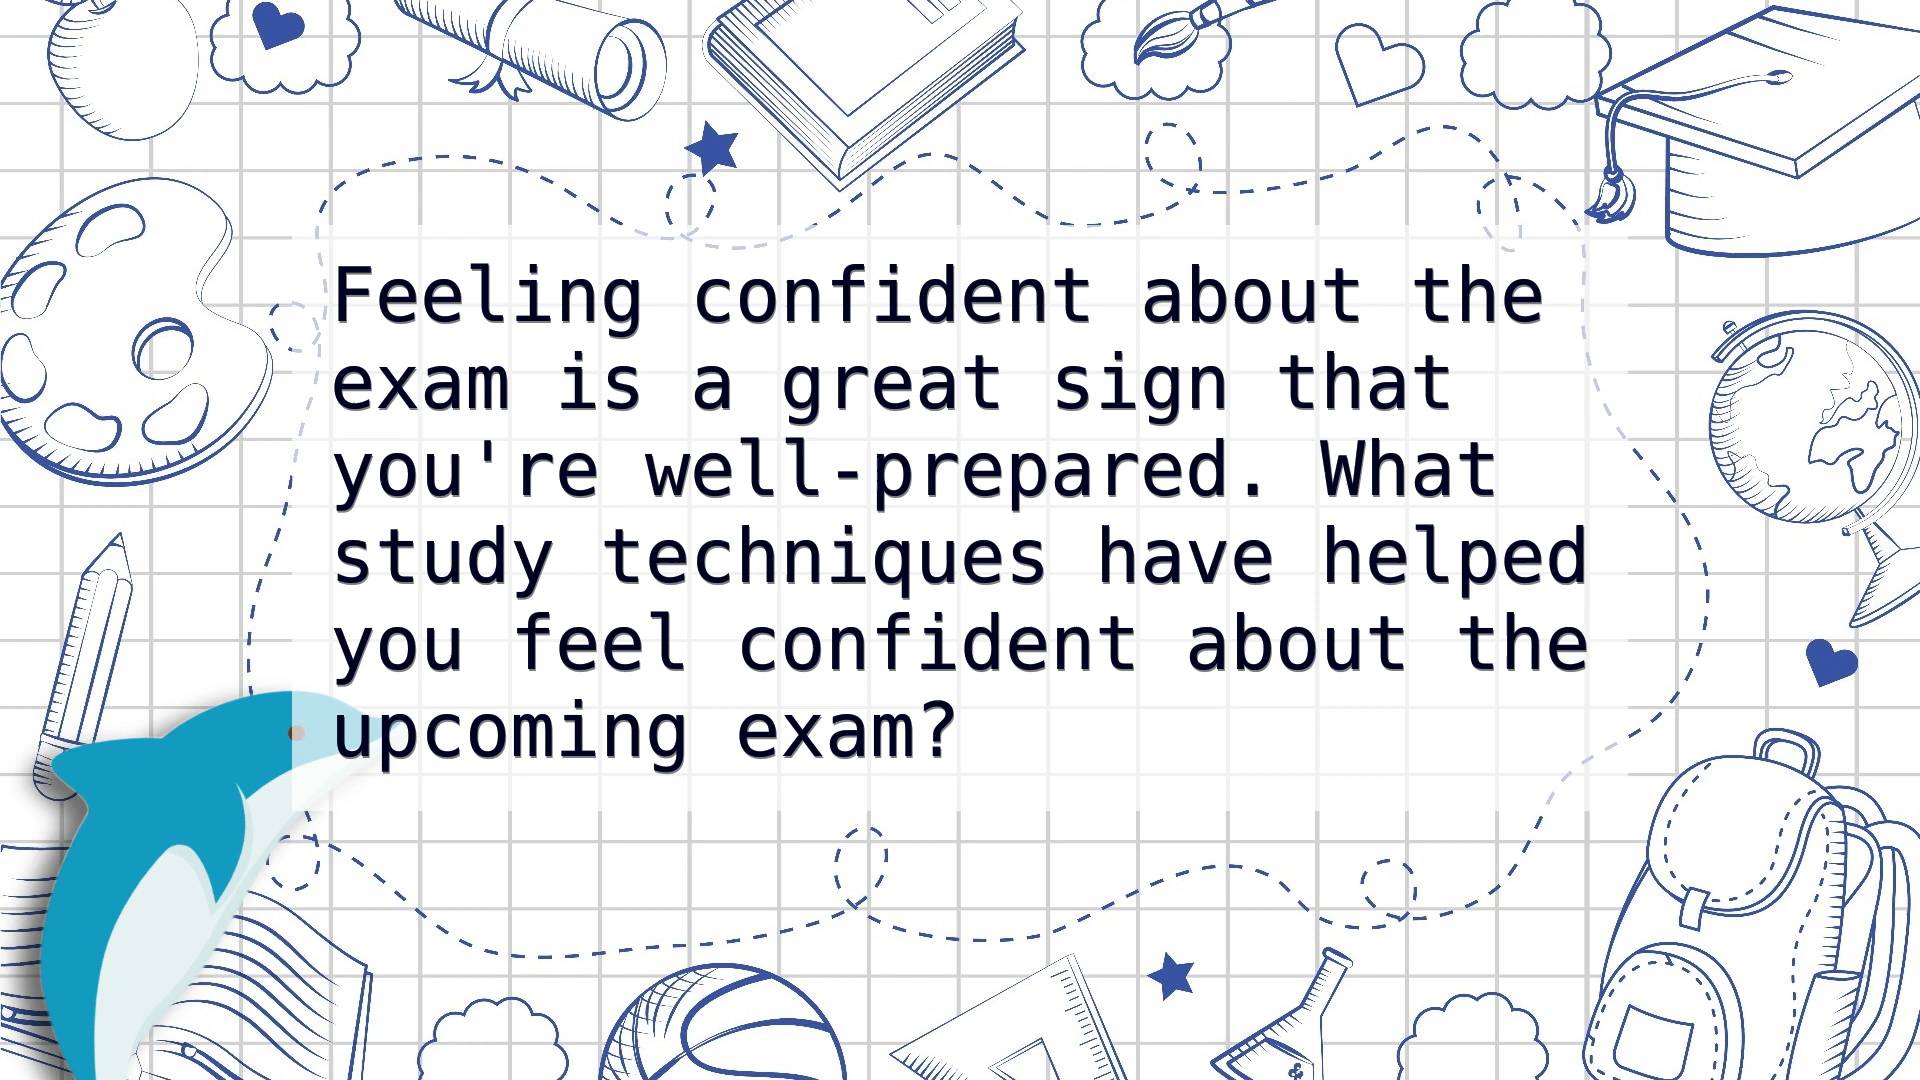 Feeling confident about the
exam is a great sign that
you're well-prepared. What
study techniques have helped
you feel confident about the
upcoming exam?